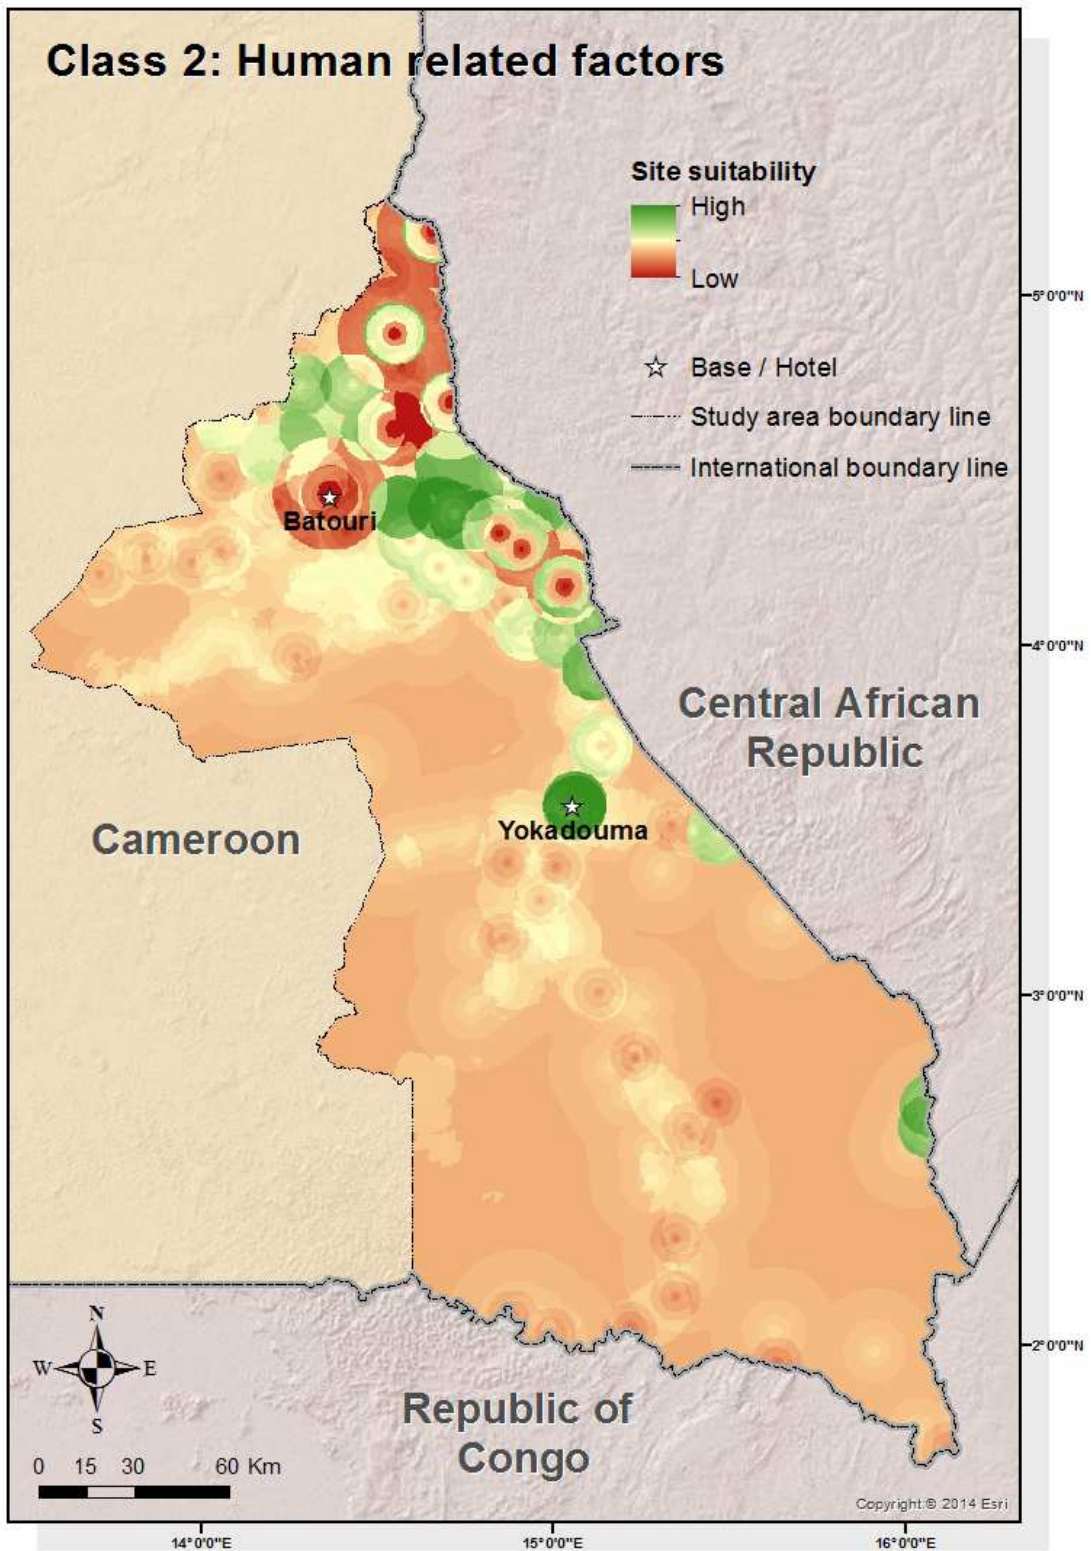 Class 2: Human related factors
Site suitability
High
Low
Base / Hotel
Study area boundary line
International boundary line
5°0'0"N
Batouri
4°0'0"N
Central African
Republic
Yokadouma
Cameroon
3°0'0"N
2°0'0"N
N
W
E
S
Republic of
Congo
0 15 30 60 Km
Copyright:© 2014 Esri
14°0'0"E
15°0'0"E
16°0'0"E